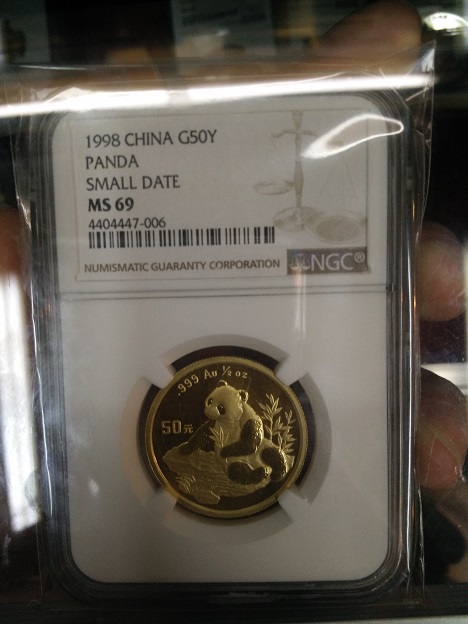 1998 CHINA G50Y
PANDA
SMALL DATE
MS 69
4404447-006
NUMISMATIC GUARANTY CORPORATION
NGC®
.999 Au ½ oz
50元